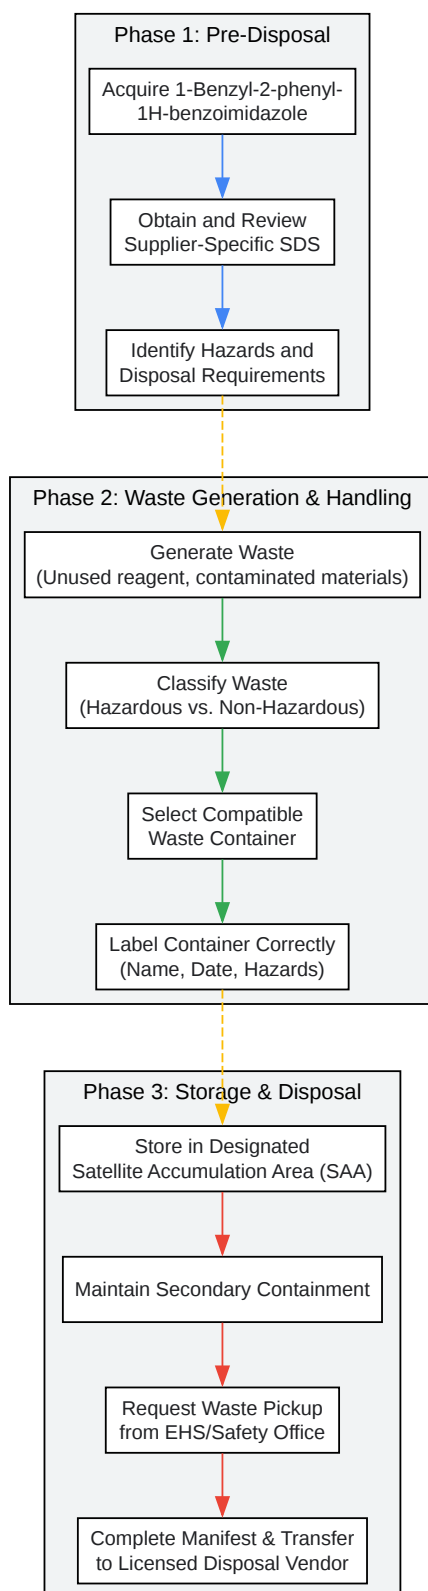 Phase 1: Pre-Disposal
Acquire 1-Benzyl-2-phenyl-
1H-benzoimidazole
Obtain and Review
Supplier-Specific SDS
Identify Hazards and
Disposal Requirements
Phase 2: Waste Generation & Handling
Generate Waste
(Unused reagent, contaminated materials)
Classify Waste
(Hazardous vs. Non-Hazardous)
Select Compatible
Waste Container
Label Container Correctly
(Name, Date, Hazards)
Phase 3: Storage & Disposal
Store in Designated
Satellite Accumulation Area (SAA)
Maintain Secondary Containment
Request Waste Pickup
from EHS/Safety Office
Complete Manifest & Transfer
to Licensed Disposal Vendor